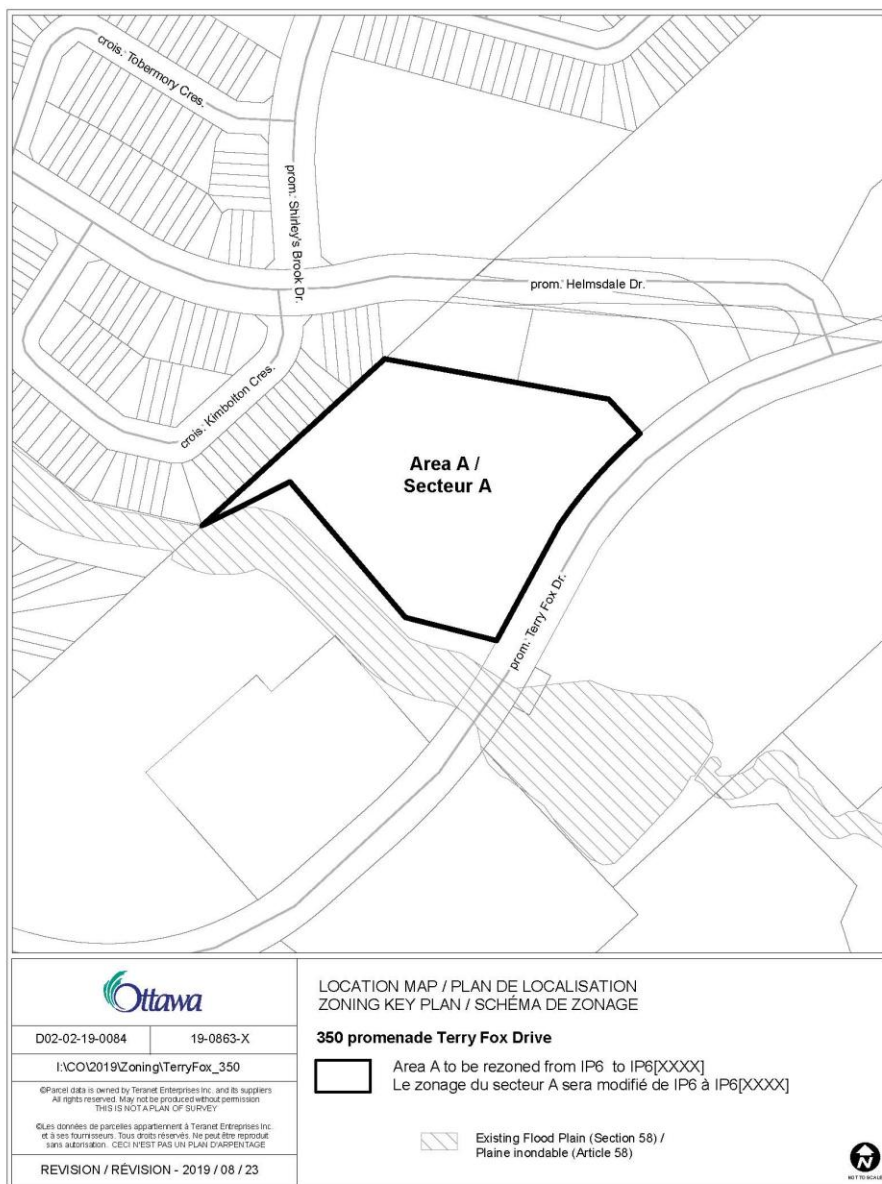 crois. Tobermory Cres.
prom. Shirley's Brook Dr.
prom. Helmsdale Dr.
crois. Kimbolton Cres.
Area A /
Secteur A
prom. Terry Fox Dr.
Ottawa
D02-02-19-0084
19-0863-X
I:\CO\2019\Zoning\TerryFox_350
©Parcel data is owned by Teranet Enterprises Inc. and its suppliers
All rights reserved. May not be produced without permission
THIS IS NOT A PLAN OF SURVEY
©Les données de parcelles appartiennent à Teranet Entreprises Inc.
et à ses fournisseurs. Tous droits réservés. Ne peut être reproduit
sans autorisation. CECI N'EST PAS UN PLAN D'ARPENTAGE
REVISION / RÉVISION - 2019 / 08 / 23
LOCATION MAP / PLAN DE LOCALISATION
ZONING KEY PLAN / SCHÉMA DE ZONAGE
350 promenade Terry Fox Drive
Area A to be rezoned from IP6 to IP6[XXXX]
Le zonage du secteur A sera modifié de IP6 à IP6[XXXX]
Existing Flood Plain (Section 58) /
Plaine inondable (Article 58)
N
NOT TO SCALE